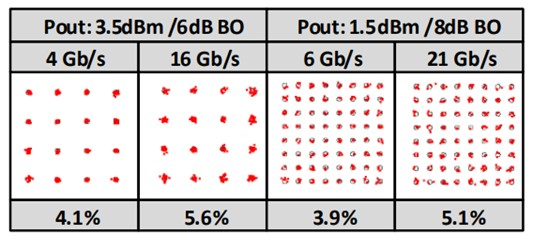 Pout: 3.5dBm /6dB BO
Pout: 1.5dBm /8dB BO
4 Gb/s
16 Gb/s
6 Gb/s
21 Gb/s
4.1%
5.6%
3.9%
5.1%